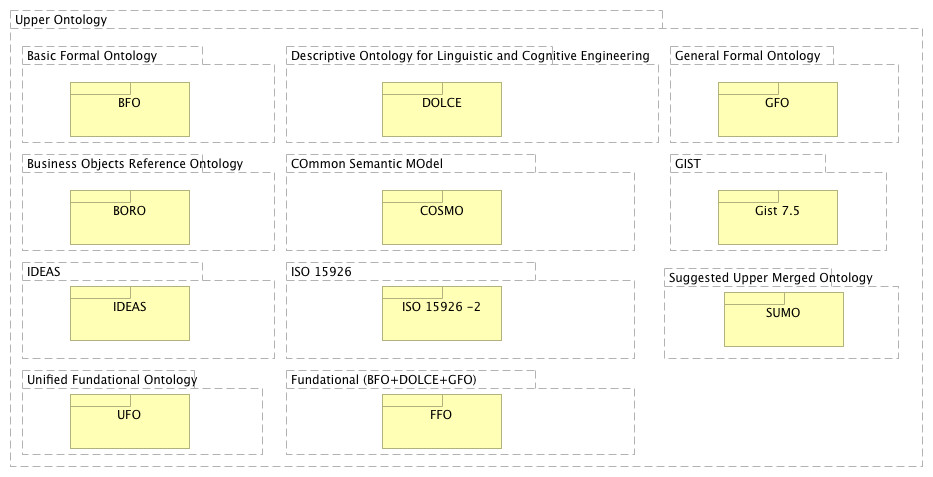 Upper Ontology
Basic Formal Ontology
BFO
Descriptive Ontology for Linguistic and Cognitive Engineering
DOLCE
General Formal Ontology
GFO
Business Objects Reference Ontology
BORO
COmmon Semantic MOdel
COSMO
GIST
Gist 7.5
IDEAS
IDEAS
ISO 15926
ISO 15926 -2
Suggested Upper Merged Ontology
SUMO
Unified Fundational Ontology
UFO
Fundational (BFO+DOLCE+GFO)
FFO